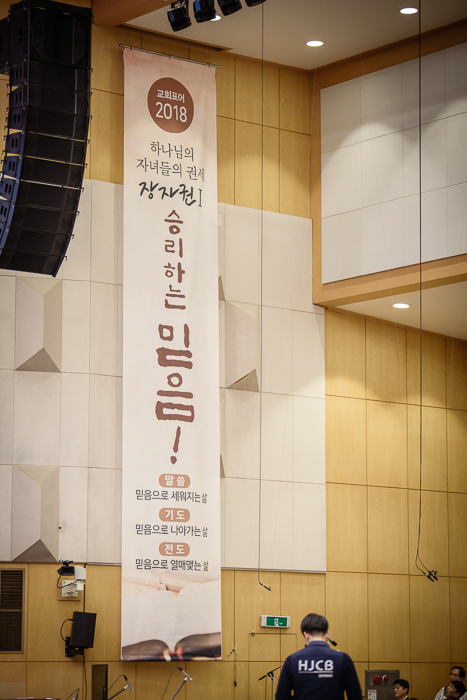 교회표어
2018
하나님의
자녀들의 권세
장자권 I
승리하는 믿음!
말씀
믿음으로 세워지는 삶
기도
믿음으로 나아가는 삶
전도
믿음으로 열매맺는 삶
HJCB